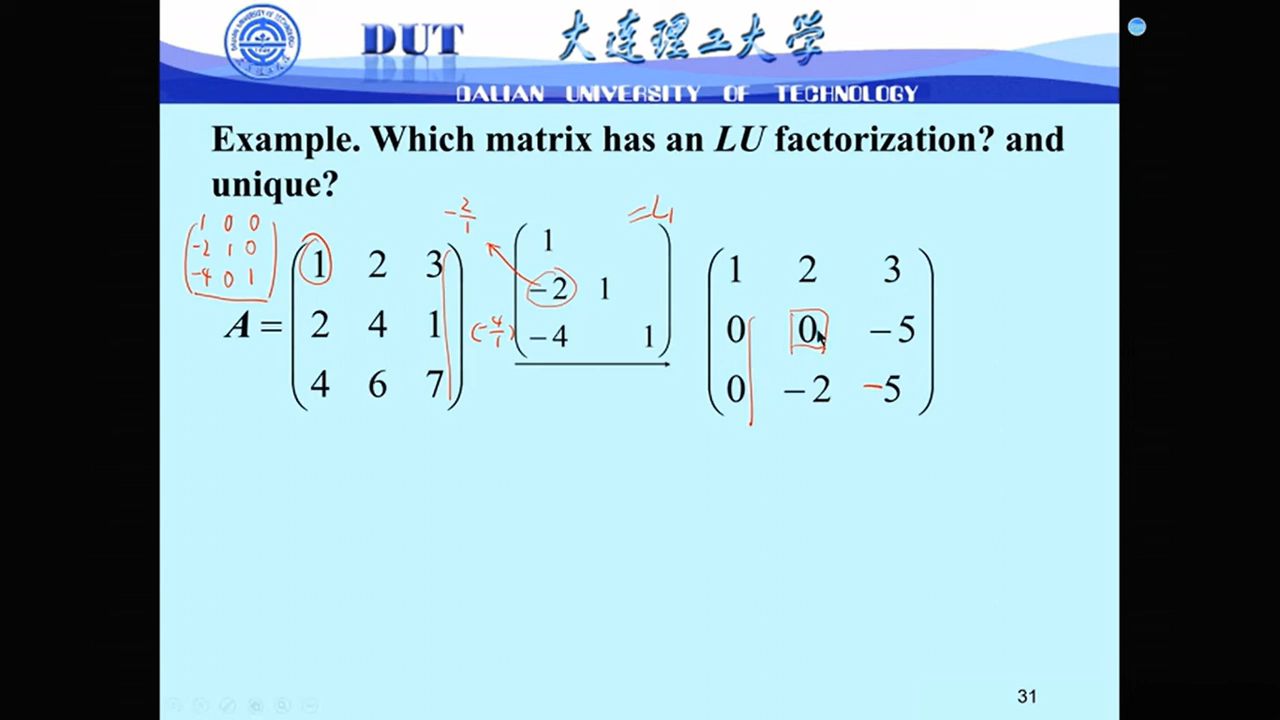 DUT 大连理工大学
DALIAN UNIVERSITY OF TECHNOLOGY
Example. Which matrix has an LU factorization? and
unique?
1 0 0
-2 1 0
-4 0 1
A =
1 2 3
2 4 1
4 6 7
-2/1
(-4/1)
=L₁
1
-2 1
-4 1
1 2 3
0 0 -5
0 -2 -5
31